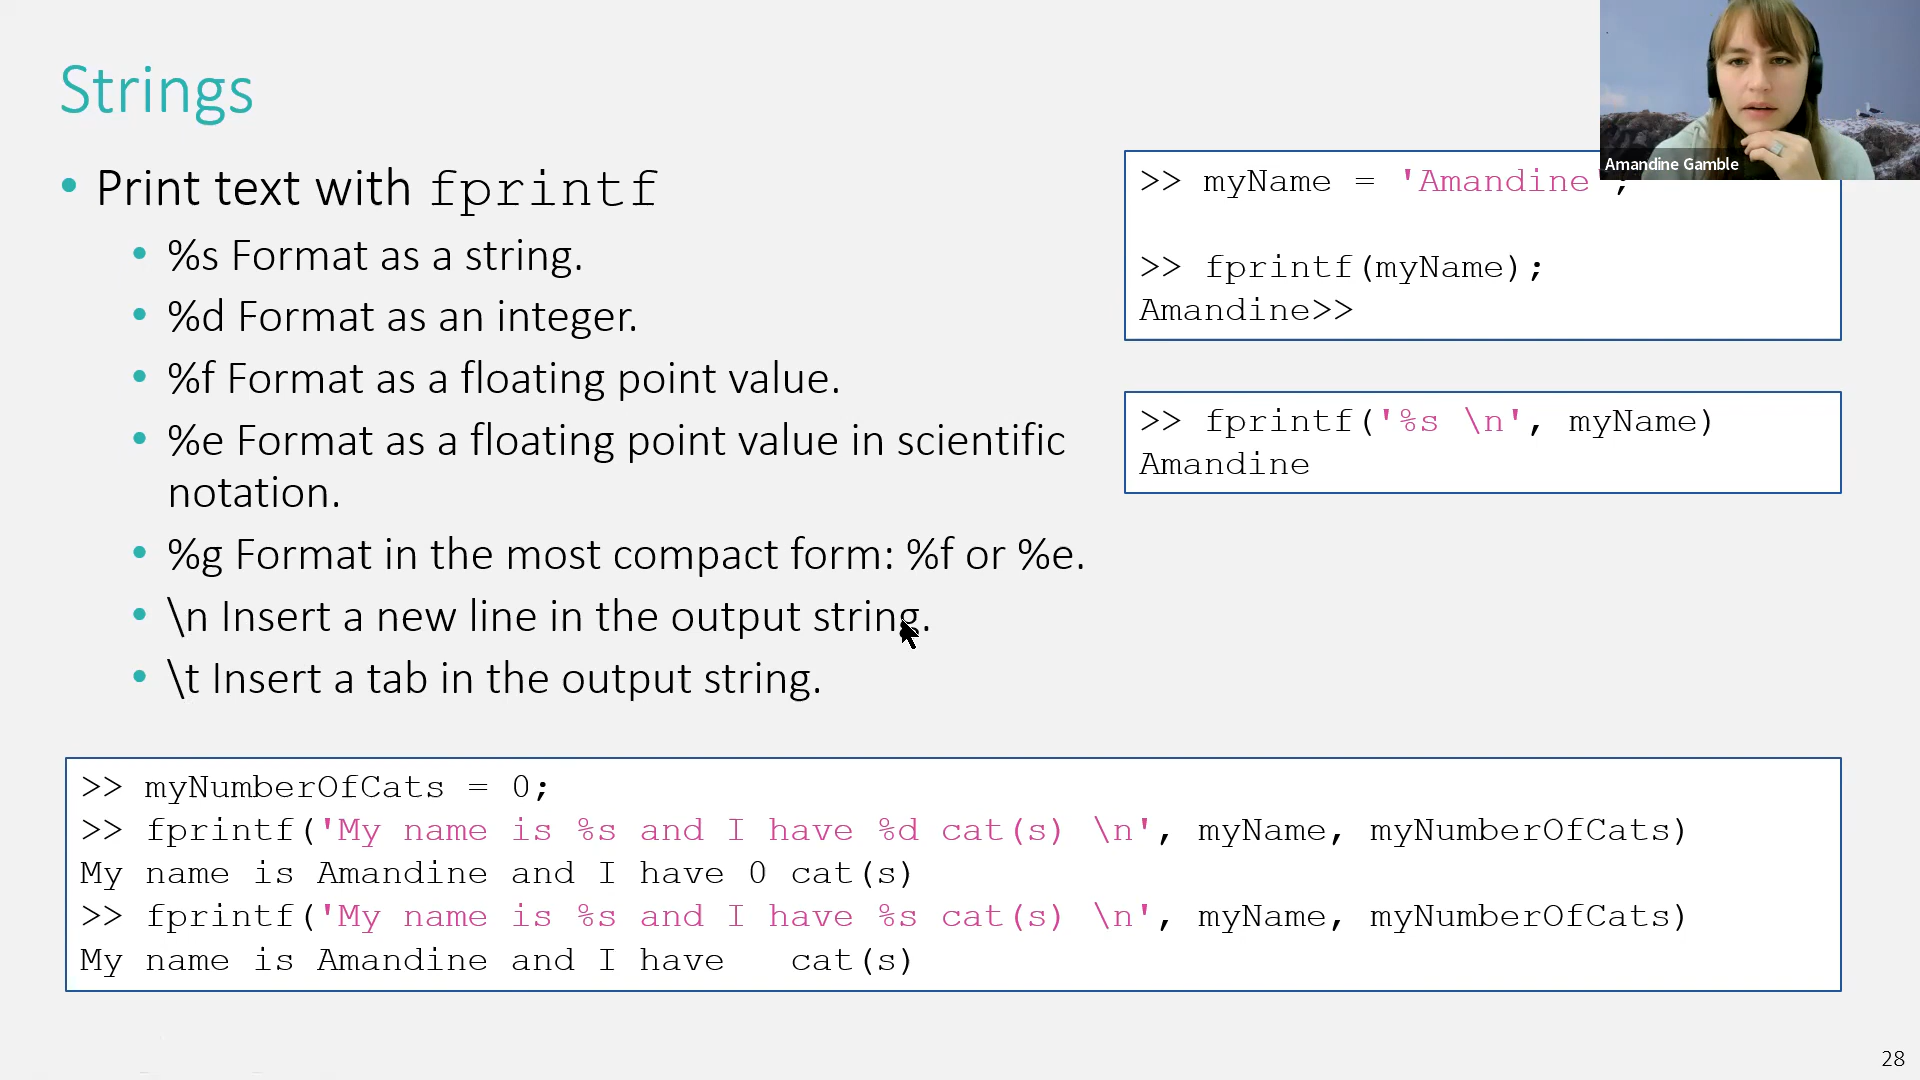 Strings
• Print text with fprintf
• %s Format as a string.
• %d Format as an integer.
• %f Format as a floating point value.
• %e Format as a floating point value in scientific
notation.
• %g Format in the most compact form: %f or %e.
• \n Insert a new line in the output string.
• \t Insert a tab in the output string.
Amandine Gamble
>> myName = 'Amandine';
>> fprintf(myName);
Amandine>>
>> fprintf('%s \n', myName)
Amandine
>> myNumberOfCats = 0;
>> fprintf('My name is %s and I have %d cat(s) \n', myName, myNumberOfCats)
My name is Amandine and I have 0 cat(s)
>> fprintf('My name is %s and I have %s cat(s) \n', myName, myNumberOfCats)
My name is Amandine and I have   cat(s)
28